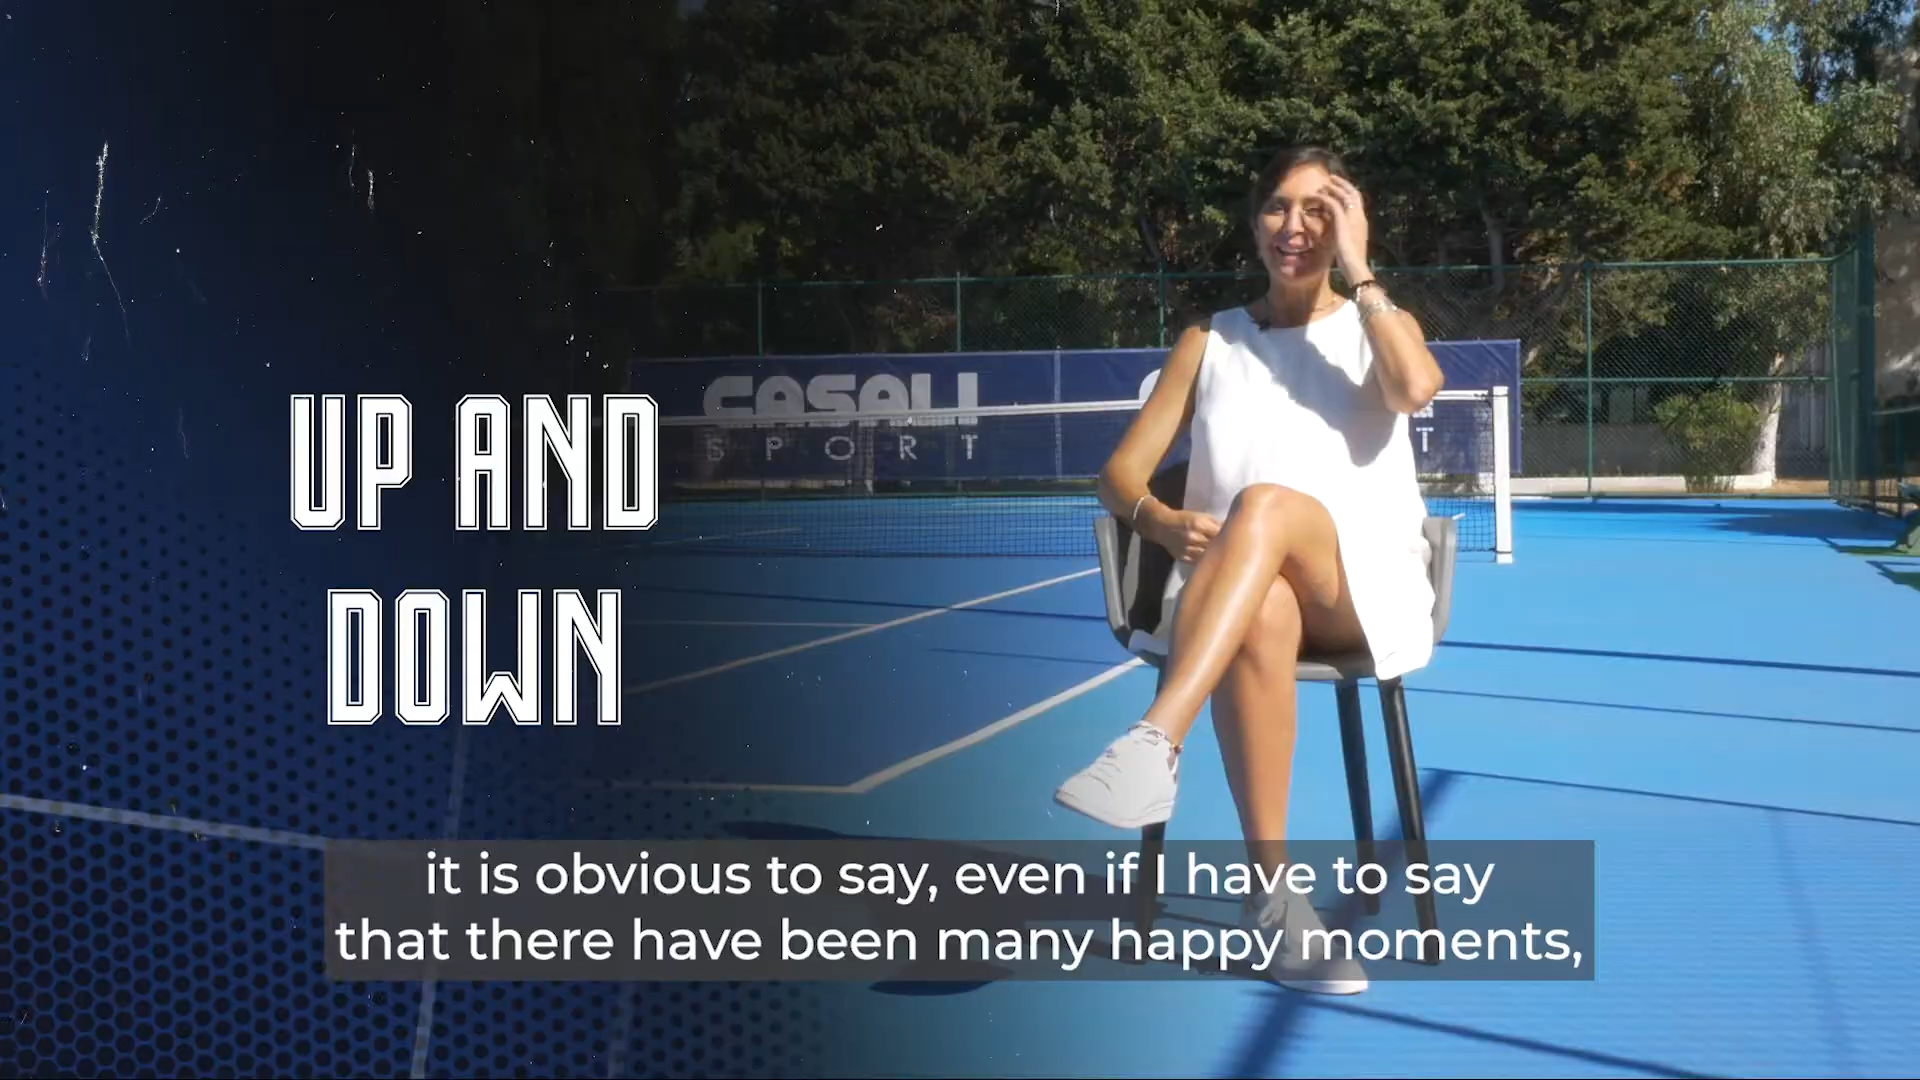 UP AND
DOWN
CASALI
SPORT
T
it is obvious to say, even if I have to say
that there have been many happy moments,